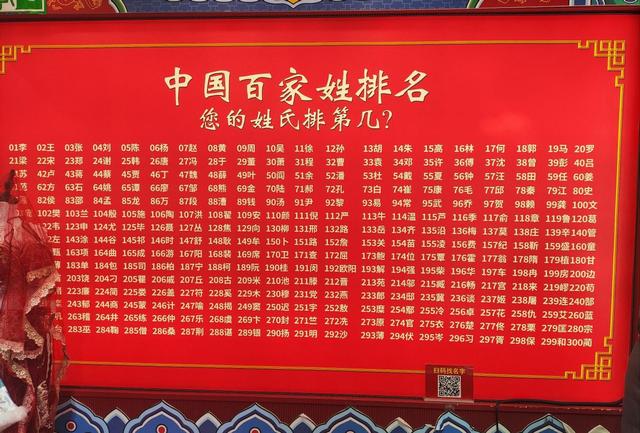 中国百家姓排名
您的姓氏排第几?
01李 02王 03张 04刘 05陈 06杨 07赵 08黄 09周 10吴 11徐 12孙 13胡 14朱 15高 16林 17何 18郭 19马 20罗
21梁 22宋 23郑 24谢 25韩 26唐 27冯 28于 29董 30萧 31程 32曹 33袁 34邓 35许 36傅 37沈 38曾 39彭 40吕
苏 42卢 43蒋 44蔡 45贾 46丁 47魏 48薛 49叶 50阎 51余 52潘 53杜 54戴 55夏 56钟 57汪 58田 59任 60姜
范 62方 63石 64姚 65谭 66廖 67邹 68熊 69金 70陆 71郝 72孔 73白 74崔 75康 76毛 77邱 78秦 79江 80史
82侯 83邵 84孟 85龙 86万 87段 88雷 89钱 90汤 91尹 92黎 93易 94常 95武 96乔 97贺 98赖 99龚 100文
102樊 103兰 104殷 105施 106陶 107洪 108翟 109安 110颜 111倪 112严 113牛 114温 115芦 116季 117俞 118章 119鲁 120葛
122韦 123申 124尤 125毕 126聂 127丛 128焦 129向 130柳 131邢 132路 133岳 134齐 135沿 136梅 137莫 138庄 139辛 140管
左 143涂 144谷 145祁 146时 147舒 148耿 149牟 150卜 151路 152詹 153关 154苗 155凌 156费 157纪 158靳 159盛 160童
163项 164曲 165成 166游 167阳 168裴 169席 170卫 171查 172屈 173鲍 174位 175覃 176霍 177翁 178隋 179植 180甘
183单 184包 185司 186柏 187宁 188柯 189阮 190桂 191闵 192欧阳 193解 194强 195柴 196华 197车 198冉 199房 200边
203饶 204刁 205瞿 206戚 207丘 208古 209米 210池 211滕 212晋 213苑 214邬 215臧 216畅 217宫 218来 219嵺 220苟
223廉 224简 225娄 226盖 227符 228奚 229木 230穆 231党 232燕 233郎 234邸 235冀 236谈 237姬 238屠 239连 240郜
243郁 244商 245蒙 246计 247喻 248揭 249窦 250迟 251宇 252敖 253糜 254鄢 255冷 256卓 257花 258仇 259艾 260蓝
263稽 264井 265练 266仲 267乐 268虞 269卞 270封 271竺 272冼 273原 274官 275衣 276楚 277佟 278栗 279匡 280宗
283巫 284鞠 285僧 286桑 287荆 288谌 289银 290扬 291明 292沙 293薄 294伏 295岑 296习 297胥 298保 299和 300蔺
扫码找名字